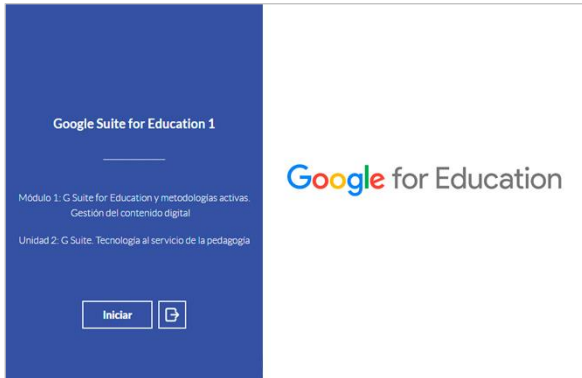 Google Suite for Education 1
Módulo 1: G Suite for Education y metodologías activas.
Gestión del contenido digital
Unidad 2: G Suite. Tecnología al servicio de la pedagogía
Iniciar
Google for Education